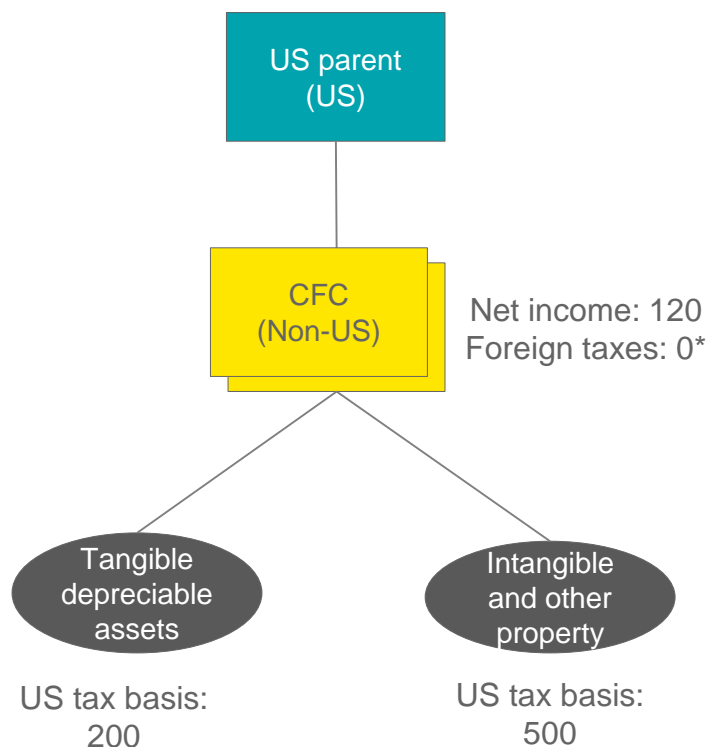 US parent
(US)
CFC
(Non-US)
Net income: 120
Foreign taxes: 0*
Tangible
depreciable
assets
Intangible
and other
property
US tax basis:
200
US tax basis:
500